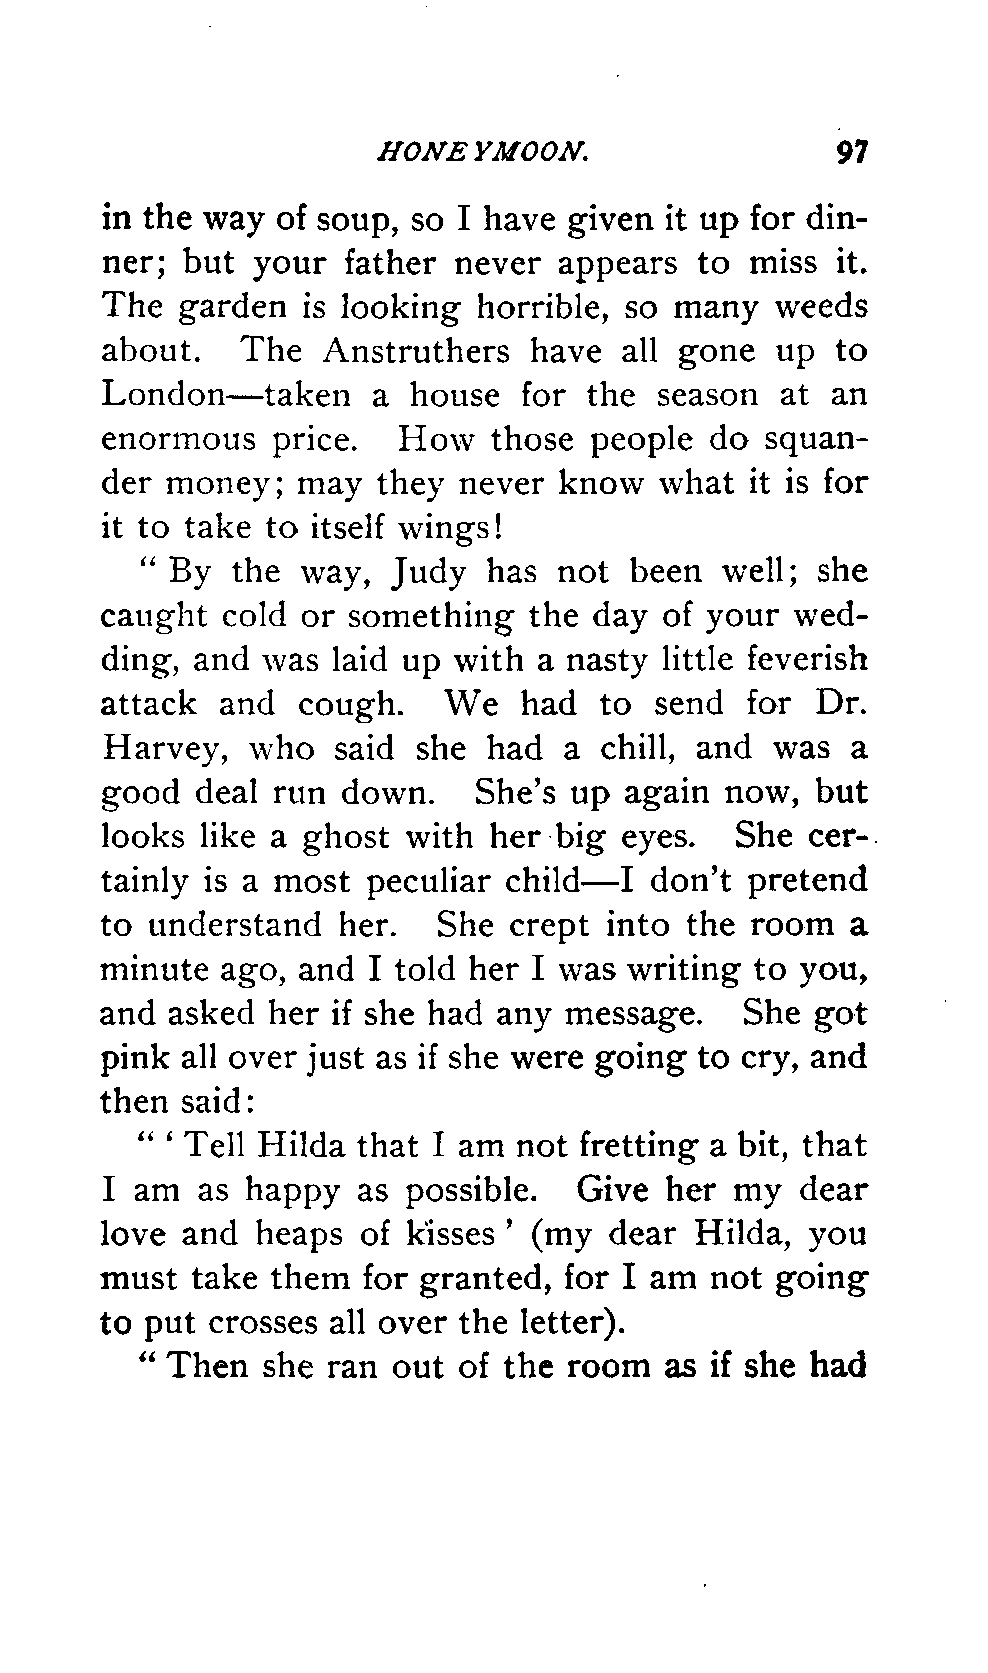 HONEYMOON. 97
in the way of soup, so I have given it up for din-
ner; but your father never appears to miss it.
The garden is looking horrible, so many weeds
about. The Anstruthers have all gone up to
London—taken a house for the season at an
enormous price. How those people do squan-
der money; may they never know what it is for
it to take to itself wings!
“ By the way, Judy has not been well; she
caught cold or something the day of your wed-
ding, and was laid up with a nasty little feverish
attack and cough. We had to send for Dr.
Harvey, who said she had a chill, and was a
good deal run down. She's up again now, but
looks like a ghost with her big eyes. She cer-
tainly is a most peculiar child—I don't pretend
to understand her. She crept into the room a
minute ago, and I told her I was writing to you,
and asked her if she had any message. She got
pink all over just as if she were going to cry, and
then said:
“ ‘ Tell Hilda that I am not fretting a bit, that
I am as happy as possible. Give her my dear
love and heaps of kisses ’ (my dear Hilda, you
must take them for granted, for I am not going
to put crosses all over the letter).
“ Then she ran out of the room as if she had